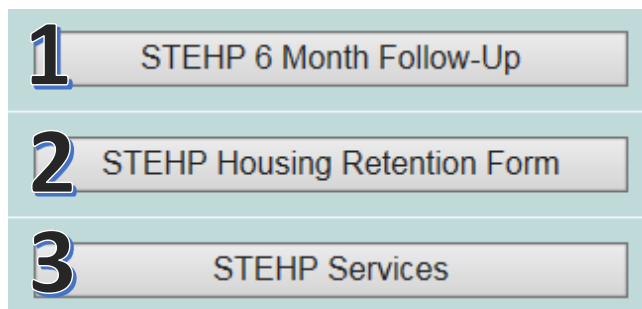 1 STEHP 6 Month Follow-Up
2 STEHP Housing Retention Form
3 STEHP Services